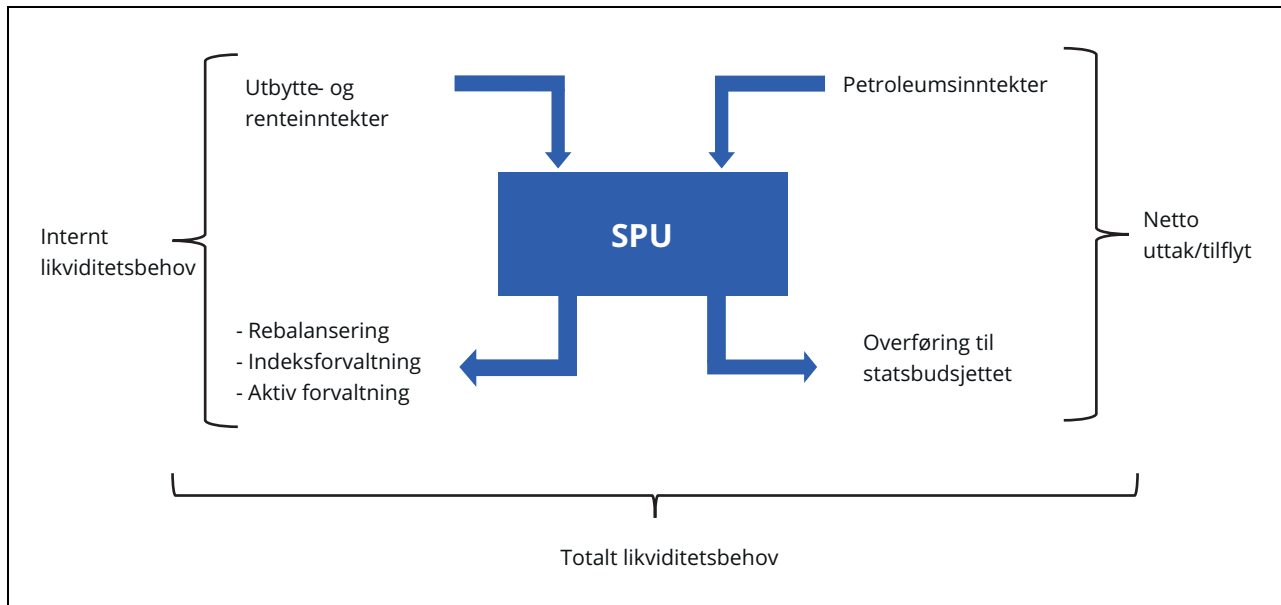 Utbytte- og
renteinntekter
Petroleumsinntekter
SPU
Internt
likviditetsbehov
Netto
uttak/tilflyt
- Rebalansering
- Indeksforvaltning
- Aktiv forvaltning
Overføring til
statsbudsjettet
Totalt likviditetsbehov